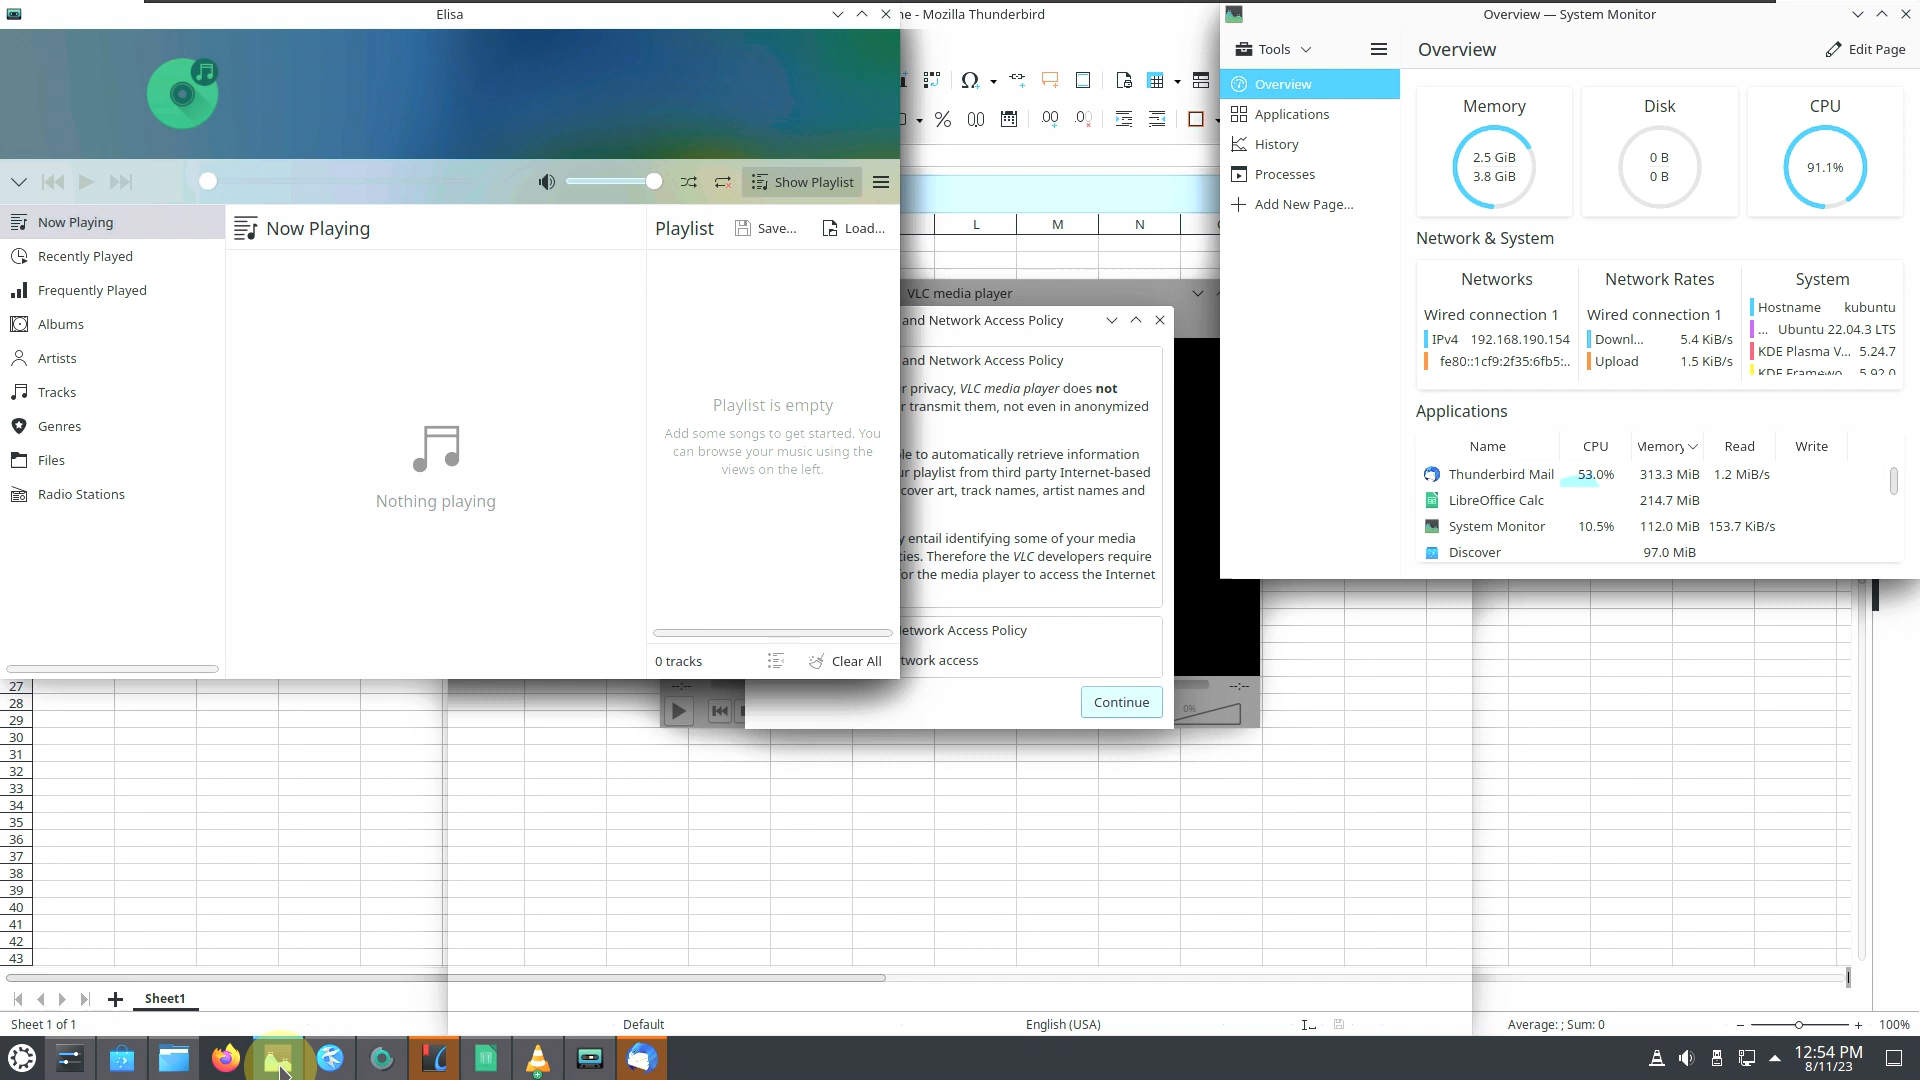 Elisa
Show Playlist
Now Playing
Recently Played
Frequently Played
Albums
Artists
Tracks
Genres
Files
Radio Stations
Now Playing
Nothing playing
Playlist
Save...
Load...
Playlist is empty
Add some songs to get started. You
can browse your music using the
views on the left.
0 tracks
Clear All
- Mozilla Thunderbird
L M N
VLC media player
and Network Access Policy
and Network Access Policy
privacy, VLC media player does not
transmit them, not even in anonymized
to automatically retrieve information
playlist from third party Internet-based
cover art, track names, artist names and
entail identifying some of your media
Therefore the VLC developers require
for the media player to access the Internet
Network Access Policy
access
Continue
--:-- --:--
0%
Overview — System Monitor
Tools
Overview
Edit Page
Overview
Applications
History
Processes
Add New Page...
Memory
2.5 GiB
3.8 GiB
Disk
0 B
0 B
CPU
91.1%
Network & System
Networks
Wired connection 1
IPv4 192.168.190.154
fe80::1cf9:2f35:6fb5:..
Network Rates
Wired connection 1
Downl... 5.4 KiB/s
Upload 1.5 KiB/s
System
Hostname kubuntu
... Ubuntu 22.04.3 LTS
KDE Plasma V... 5.24.7
KDE Framewo... 5.92.0
Applications
Name CPU Memory Read Write
Thunderbird Mail 53.0% 313.3 MiB 1.2 MiB/s
LibreOffice Calc 214.7 MiB
System Monitor 10.5% 112.0 MiB 153.7 KiB/s
Discover 97.0 MiB
27
28
29
30
31
32
33
34
35
36
37
38
39
40
41
42
43
Sheet1
Sheet 1 of 1
Default
English (USA)
Average: ; Sum: 0
100%
12:54 PM
8/11/23